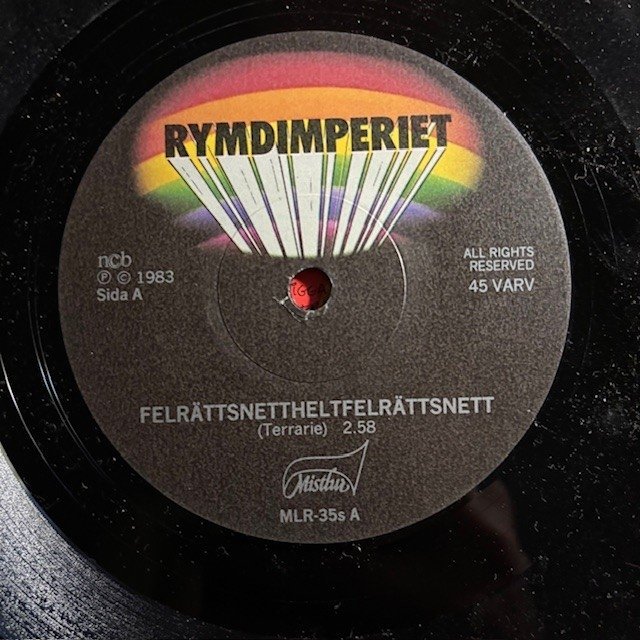 RYMDIMPERIET
ncb
Ⓟ © 1983
Sida A
ALL RIGHTS
RESERVED
45 VARV
FELRÄTTSNETTHELTFELRÄTTSNETT
(Terrarie) 2.58
Mistlur
MLR-35s A